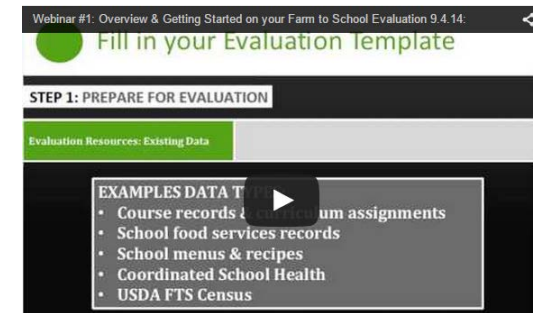 Webinar #1: Overview & Getting Started on your Farm to School Evaluation 9.4.14:
Fill in your Evaluation Template
STEP 1: PREPARE FOR EVALUATION
Evaluation Resources: Existing Data
EXAMPLES DATA
• Course records & curriculum assignments
• School food services records
• School menus & recipes
• Coordinated School Health
• USDA FTS Census